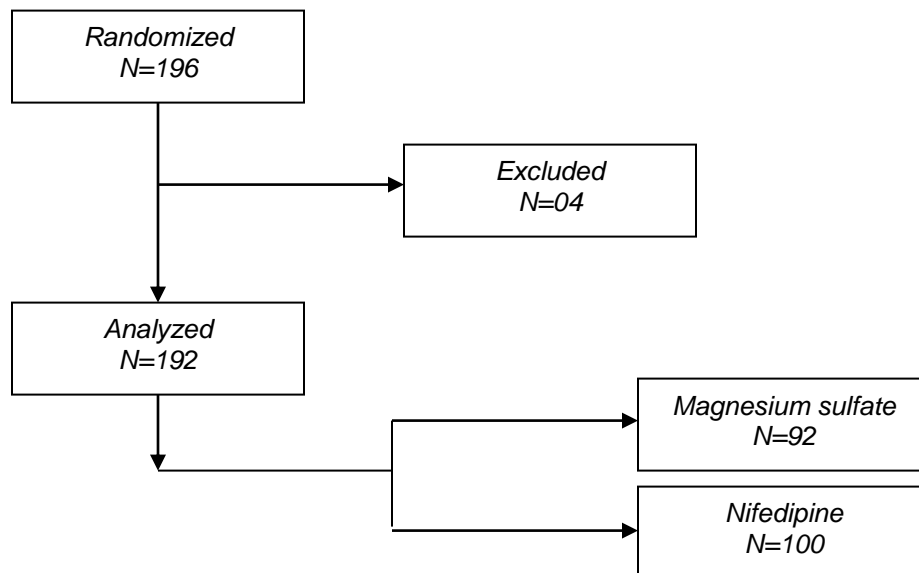 Randomized
N=196
Excluded
N=04
Analyzed
N=192
Magnesium sulfate
N=92
Nifedipine
N=100